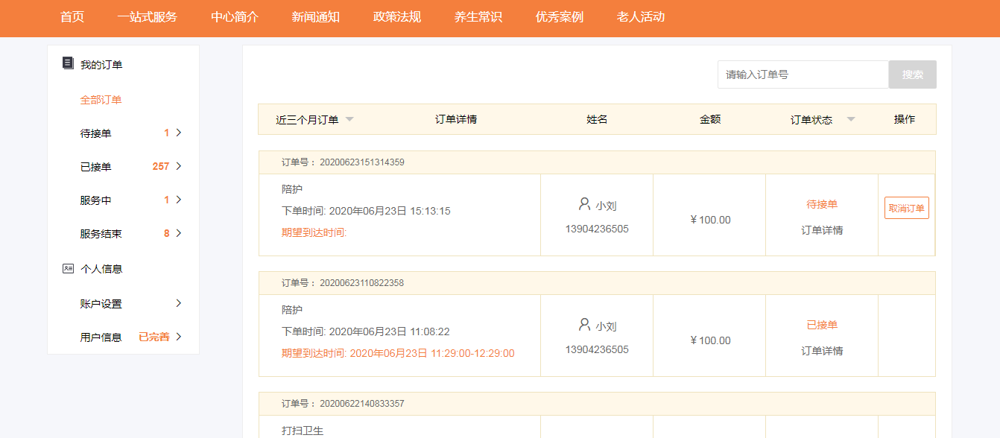 首页 一站式服务 中心简介 新闻通知 政策法规 养生常识 优秀案例 老人活动
我的订单
全部订单
待接单 1
已接单 257
服务中 1
服务结束 8
个人信息
账户设置
用户信息 已完善
请输入订单号 搜索
近三个月订单 订单详情 姓名 金额 订单状态 操作
订单号： 20200623151314359
陪护
下单时间: 2020年06月23日 15:13:15
期望到达时间:
小刘
13904236505
￥100.00
待接单
订单详情
取消订单
订单号： 20200623110822358
陪护
下单时间: 2020年06月23日 11:08:22
期望到达时间: 2020年06月23日 11:29:00-12:29:00
小刘
13904236505
￥100.00
已接单
订单详情
订单号： 20200622140833357
打扫卫生